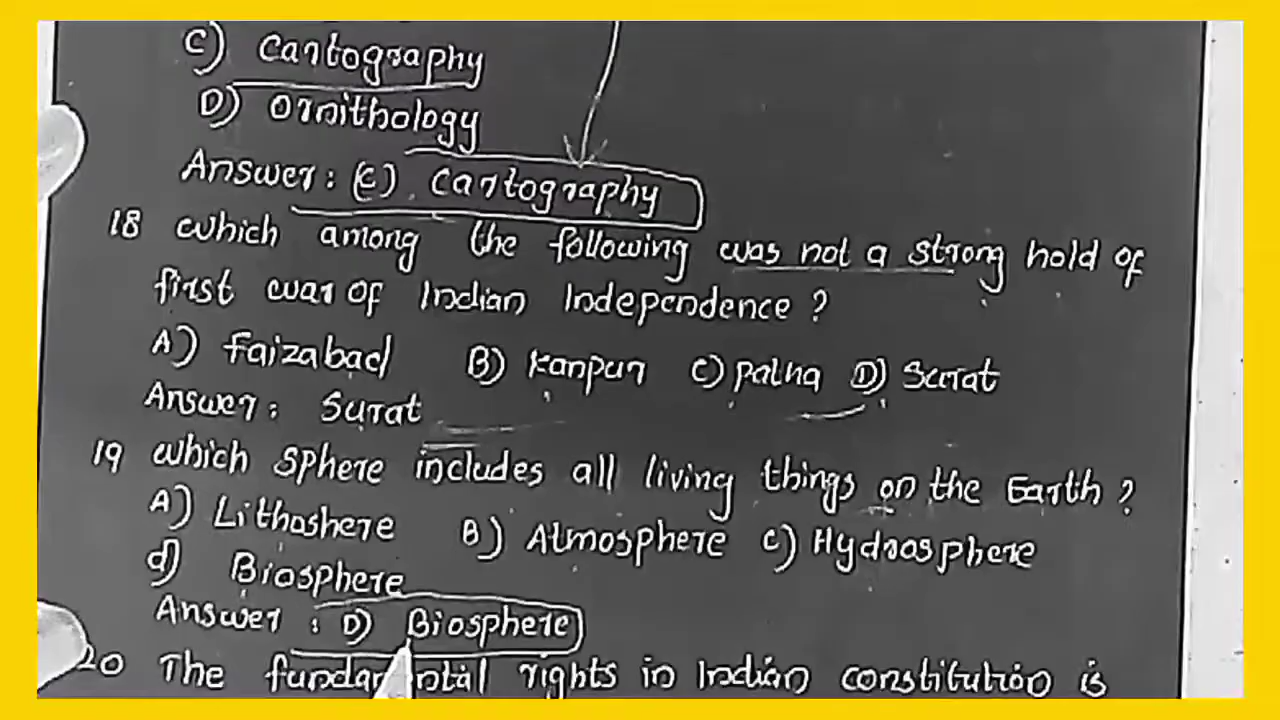 C) Cartography
D) Ornithology
Answer: (C) Cartography
18 Which among the following was not a strong hold of
first war of Indian Independence?
A) Faizabad B) Kanpur C) Patna D) Surat
Answer: Surat
19 Which sphere includes all living things on the Earth?
A) Lithoshere B) Atmosphere C) Hydrosphere
d) Biosphere
Answer: D) Biosphere
20 The fundamental rights in Indian constitution is